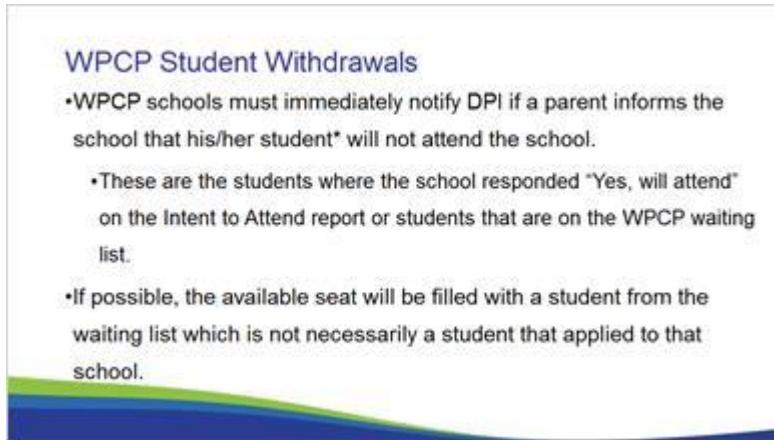 WPCP Student Withdrawals
•WPCP schools must immediately notify DPI if a parent informs the
school that his/her student* will not attend the school.
•These are the students where the school responded “Yes, will attend”
on the Intent to Attend report or students that are on the WPCP waiting
list.
•If possible, the available seat will be filled with a student from the
waiting list which is not necessarily a student that applied to that
school.